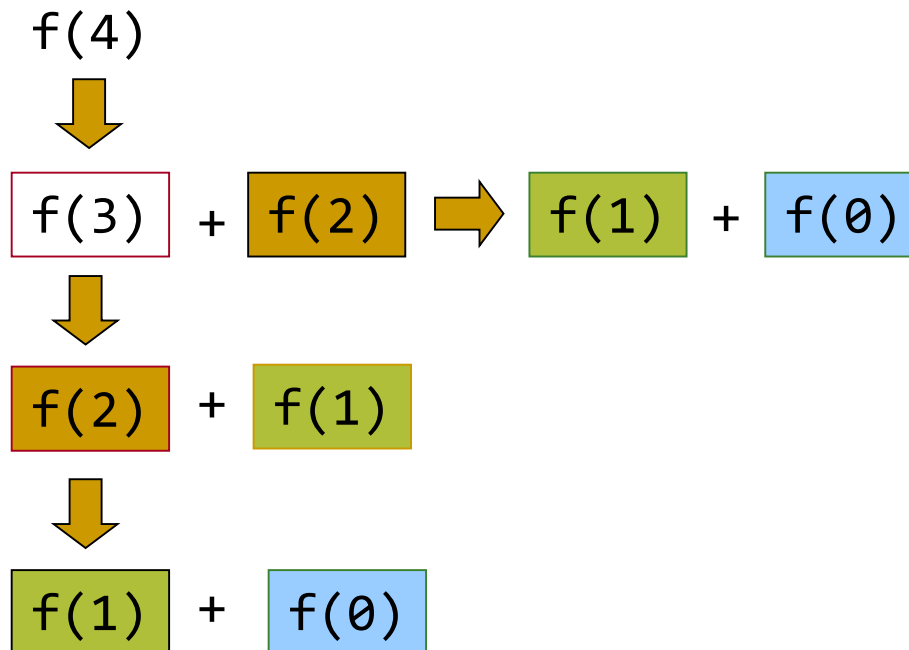 f(4)
f(3) + f(2) f(1) + f(0)
f(2) + f(1)
f(1) + f(0)